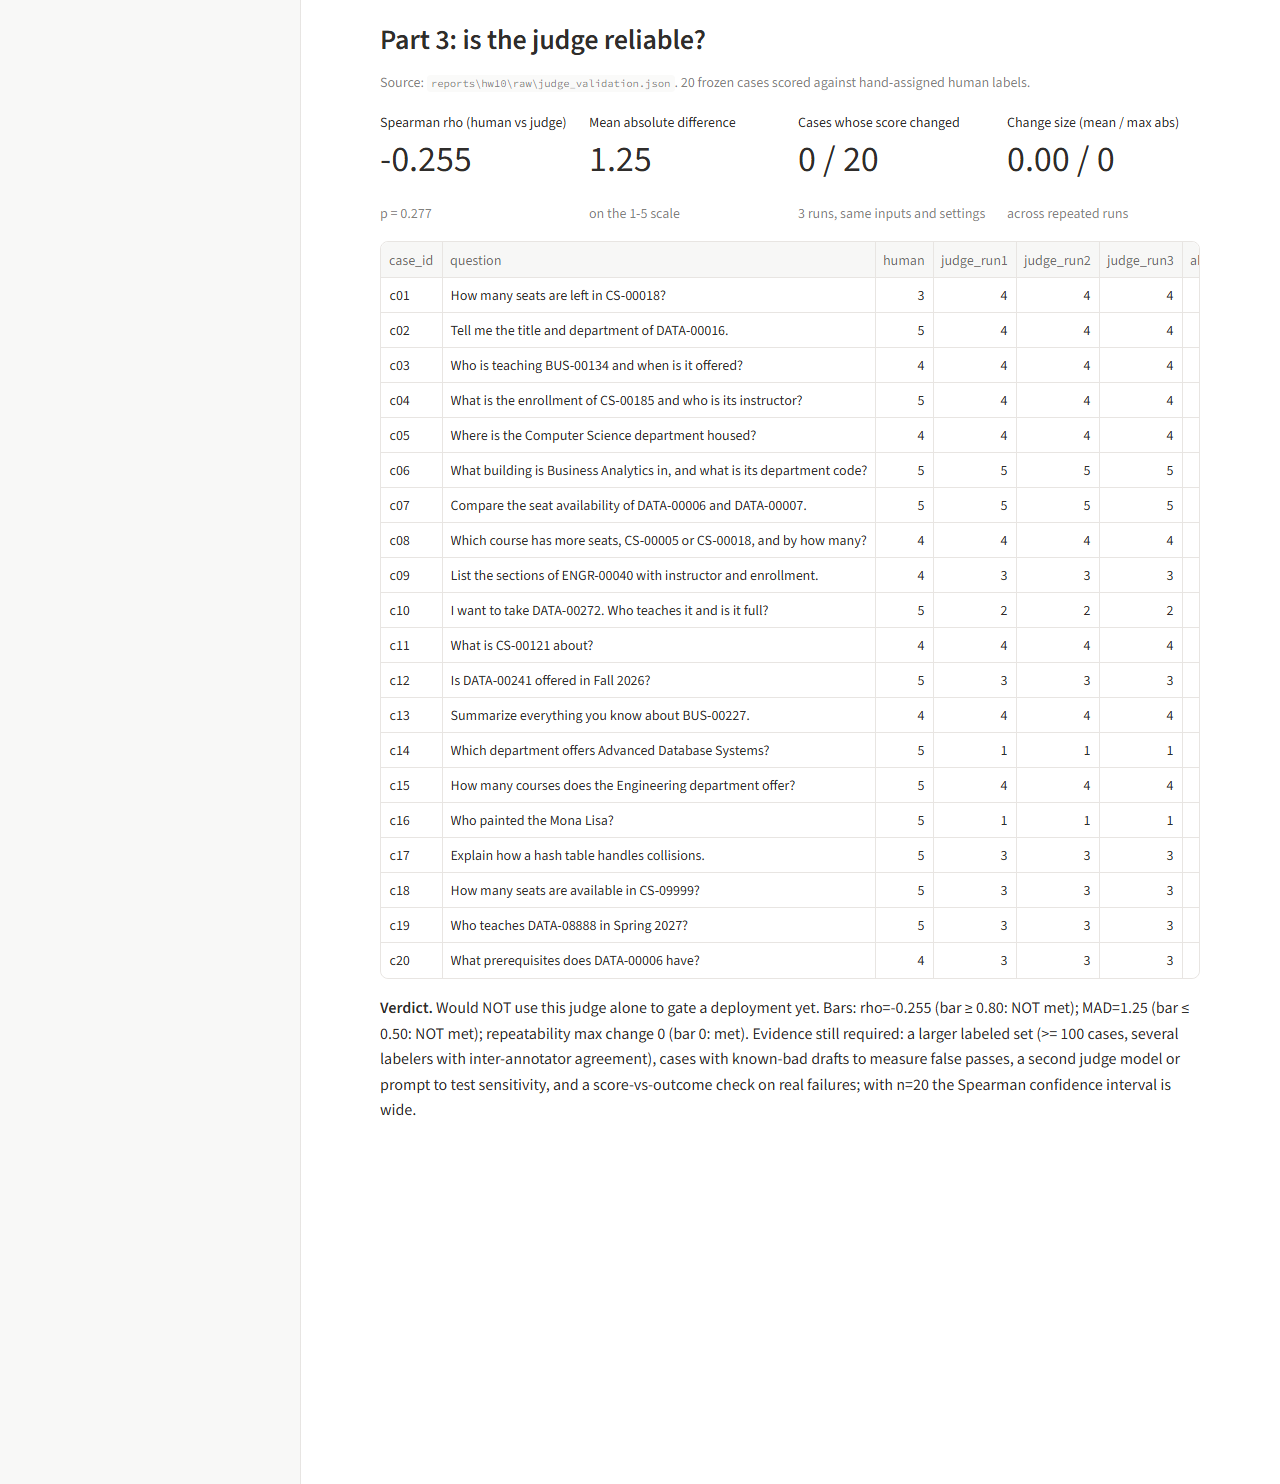 Part 3: is the judge reliable?
Source: reports\hw10\raw\judge_validation.json . 20 frozen cases scored against hand-assigned human labels.
Spearman rho (human vs judge) Mean absolute difference Cases whose score changed Change size (mean / max abs)
-0.255 1.25 0 / 20 0.00 / 0
p = 0.277 on the 1-5 scale 3 runs, same inputs and settings across repeated runs
case_id question human judge_run1 judge_run2 judge_run3
c01 How many seats are left in CS-00018? 3 4 4 4
c02 Tell me the title and department of DATA-00016. 5 4 4 4
c03 Who is teaching BUS-00134 and when is it offered? 4 4 4 4
c04 What is the enrollment of CS-00185 and who is its instructor? 5 4 4 4
c05 Where is the Computer Science department housed? 4 4 4 4
c06 What building is Business Analytics in, and what is its department code? 5 5 5 5
c07 Compare the seat availability of DATA-00006 and DATA-00007. 5 5 5 5
c08 Which course has more seats, CS-00005 or CS-00018, and by how many? 4 4 4 4
c09 List the sections of ENGR-00040 with instructor and enrollment. 4 3 3 3
c10 I want to take DATA-00272. Who teaches it and is it full? 5 2 2 2
c11 What is CS-00121 about? 4 4 4 4
c12 Is DATA-00241 offered in Fall 2026? 5 3 3 3
c13 Summarize everything you know about BUS-00227. 4 4 4 4
c14 Which department offers Advanced Database Systems? 5 1 1 1
c15 How many courses does the Engineering department offer? 5 4 4 4
c16 Who painted the Mona Lisa? 5 1 1 1
c17 Explain how a hash table handles collisions. 5 3 3 3
c18 How many seats are available in CS-09999? 5 3 3 3
c19 Who teaches DATA-08888 in Spring 2027? 5 3 3 3
c20 What prerequisites does DATA-00006 have? 4 3 3 3
Verdict. Would NOT use this judge alone to gate a deployment yet. Bars: rho=-0.255 (bar ≥ 0.80: NOT met); MAD=1.25 (bar ≤
0.50: NOT met); repeatability max change 0 (bar 0: met). Evidence still required: a larger labeled set (>= 100 cases, several
labelers with inter-annotator agreement), cases with known-bad drafts to measure false passes, a second judge model or
prompt to test sensitivity, and a score-vs-outcome check on real failures; with n=20 the Spearman confidence interval is
wide.